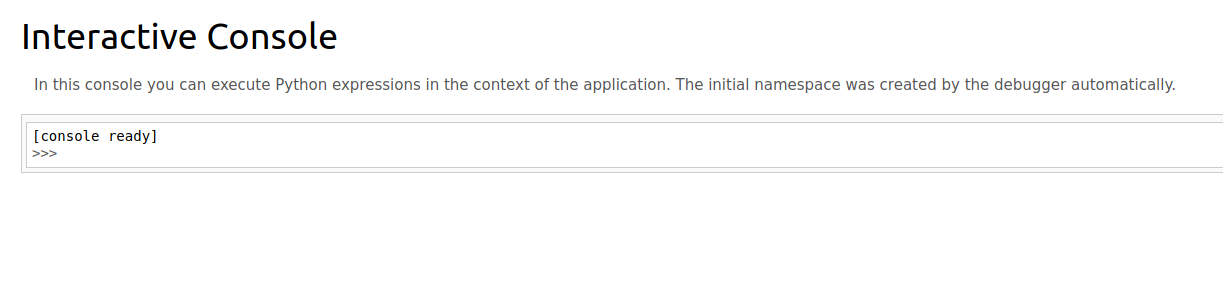 Interactive Console
In this console you can execute Python expressions in the context of the application. The initial namespace was created by the debugger automatically.
[console ready]
>>>